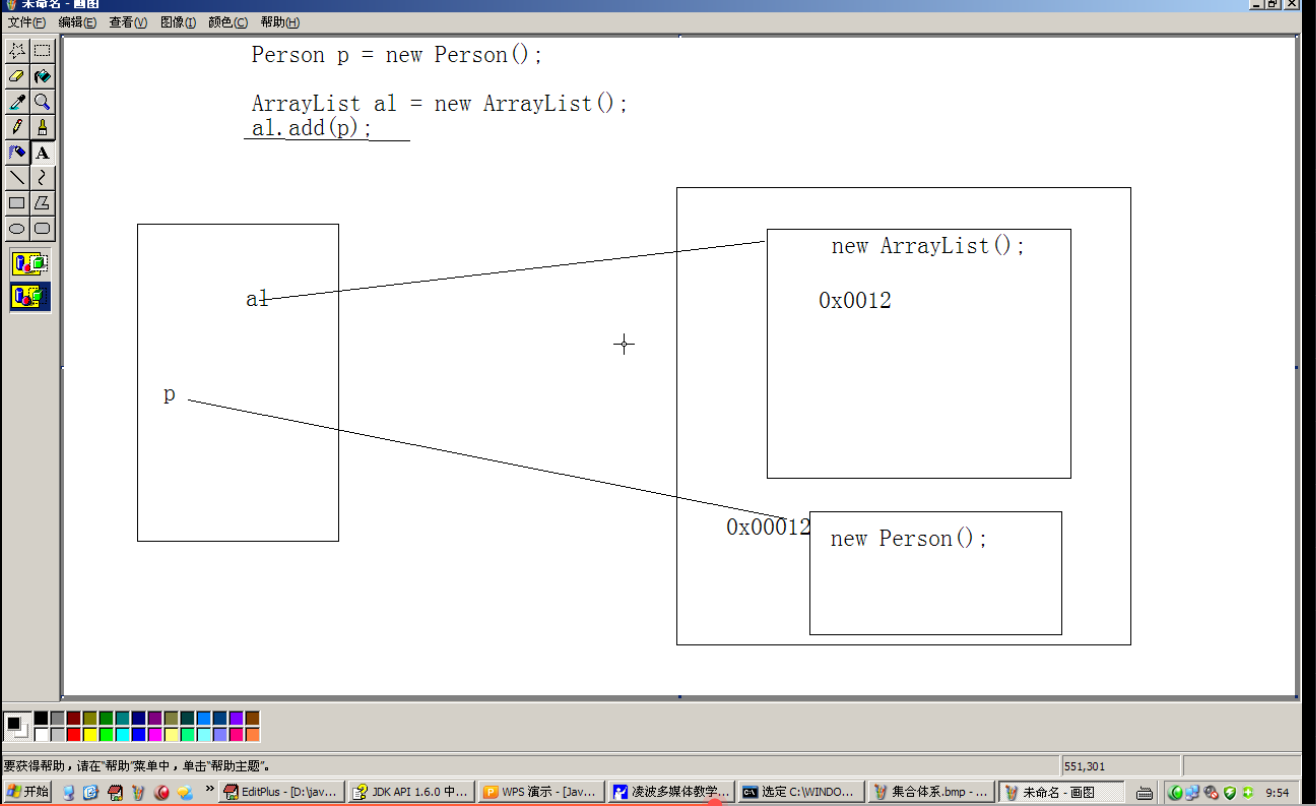 未命名 - 画图
文件(F) 编辑(E) 查看(V) 图像(I) 颜色(C) 帮助(H)
Person p = new Person();
ArrayList al = new ArrayList();
al.add(p);
A
new ArrayList();
al
0x0012
p
0x00012
new Person();
要获得帮助，请在“帮助”菜单中，单击“帮助主题”。
551,301
开始
»
EditPlus - [D:\jav...
JDK API 1.6.0 中...
WPS 演示 - [Jav...
凌波多媒体教学...
选定 C:\WINDO...
集合体系.bmp - ...
未命名 - 画图
9:54